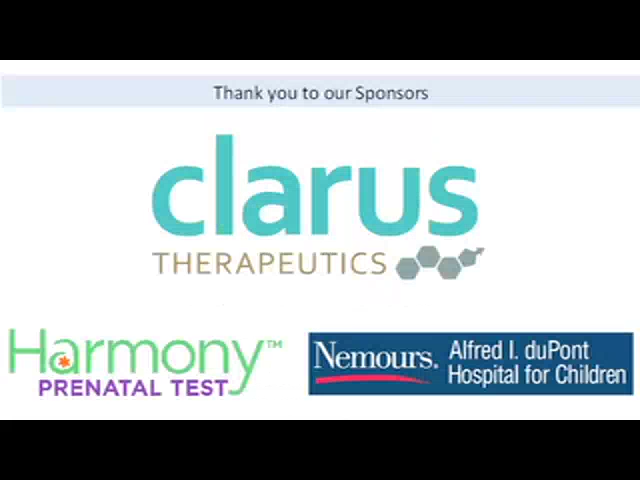 Thank you to our Sponsors
clarus
THERAPEUTICS
Harmony™
PRENATAL TEST
Nemours.
Alfred I. duPont
Hospital for Children